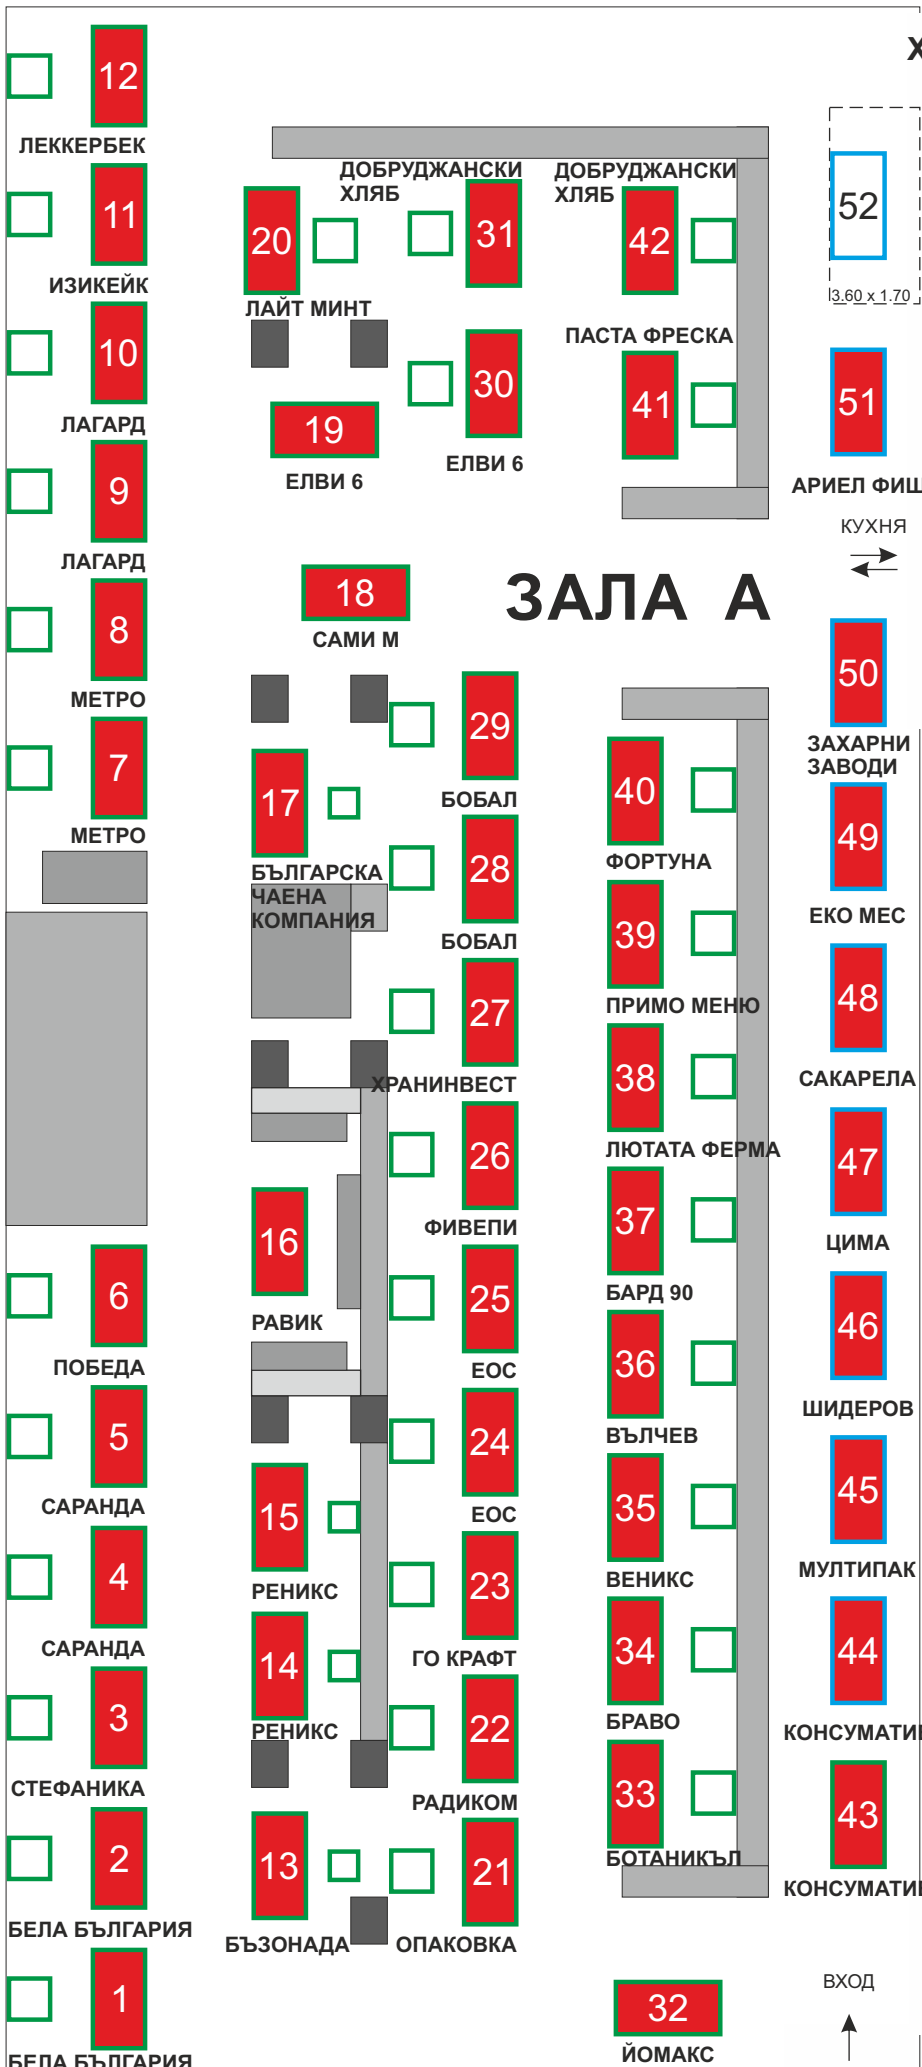 Х
12
ЛЕККЕРБЕК
11
ИЗИКЕЙК
10
ЛАГАРД
9
ЛАГАРД
8
МЕТРО
7
МЕТРО
6
ПОБЕДА
5
САРАНДА
4
САРАНДА
3
СТЕФАНИКА
2
БЕЛА БЪЛГАРИЯ
1
БЕЛА БЪЛГАРИЯ
20
ЛАЙТ МИНТ
19
ЕЛВИ 6
18
САМИ М
17
БЪЛГАРСКА
ЧАЕНА
КОМПАНИЯ
16
РАВИК
15
РЕНИКС
14
РЕНИКС
13
БЪЗОНАДА
ДОБРУДЖАНСКИ
ХЛЯБ
31
30
ЕЛВИ 6
ЗАЛА А
29
БОБАЛ
28
БОБАЛ
27
ХРАНИНВЕСТ
26
ФИВЕПИ
25
ЕОС
24
ЕОС
23
ГО КРАФТ
22
РАДИКОМ
21
ОПАКОВКА
ДОБРУДЖАНСКИ
ХЛЯБ
42
ПАСТА ФРЕСКА
41
40
ФОРТУНА
39
ПРИМО МЕНЮ
38
ЛЮТАТА ФЕРМА
37
БАРД 90
36
ВЪЛЧЕВ
35
ВЕНИКС
34
БРАВО
33
БОТАНИКЪЛ
32
ЙОМАКС
52
3.60 x 1.70
51
АРИЕЛ ФИШ
КУХНЯ
50
ЗАХАРНИ
ЗАВОДИ
49
ЕКО МЕС
48
САКАРЕЛА
47
ЦИМА
46
ШИДЕРОВ
45
МУЛТИПАК
44
КОНСУМАТИ
43
КОНСУМАТИ
ВХОД